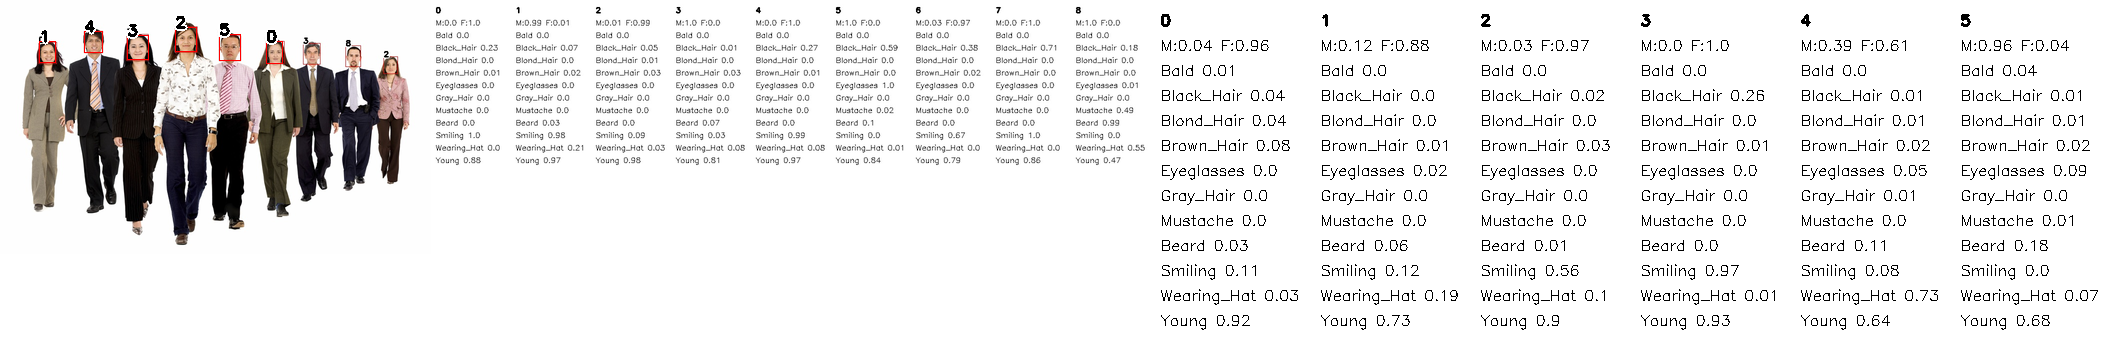 1 4 3 2 5 0 3 8 2
0 1 2 3 4 5 6 7 8
M:0.0 F:1.0 M:0.99 F:0.01 M:0.01 F:0.99 M:1.0 F:0.0 M:0.0 F:1.0 M:1.0 F:0.0 M:0.03 F:0.97 M:0.0 F:1.0 M:1.0 F:0.0
Bald 0.0 Bald 0.0 Bald 0.0 Bald 0.0 Bald 0.0 Bald 0.0 Bald 0.0 Bald 0.0 Bald 0.0
Black_Hair 0.23 Black_Hair 0.07 Black_Hair 0.05 Black_Hair 0.01 Black_Hair 0.27 Black_Hair 0.59 Black_Hair 0.38 Black_Hair 0.71 Black_Hair 0.18
Blond_Hair 0.0 Blond_Hair 0.0 Blond_Hair 0.01 Blond_Hair 0.0 Blond_Hair 0.0 Blond_Hair 0.0 Blond_Hair 0.0 Blond_Hair 0.0 Blond_Hair 0.0
Brown_Hair 0.01 Brown_Hair 0.02 Brown_Hair 0.03 Brown_Hair 0.03 Brown_Hair 0.01 Brown_Hair 0.0 Brown_Hair 0.02 Brown_Hair 0.0 Brown_Hair 0.0
Eyeglasses 0.0 Eyeglasses 0.0 Eyeglasses 0.0 Eyeglasses 0.0 Eyeglasses 0.0 Eyeglasses 1.0 Eyeglasses 0.0 Eyeglasses 0.0 Eyeglasses 0.01
Gray_Hair 0.0 Gray_Hair 0.0 Gray_Hair 0.0 Gray_Hair 0.0 Gray_Hair 0.0 Gray_Hair 0.0 Gray_Hair 0.0 Gray_Hair 0.0 Gray_Hair 0.0
Mustache 0.0 Mustache 0.0 Mustache 0.0 Mustache 0.0 Mustache 0.0 Mustache 0.02 Mustache 0.0 Mustache 0.0 Mustache 0.49
Beard 0.0 Beard 0.03 Beard 0.0 Beard 0.07 Beard 0.0 Beard 0.1 Beard 0.0 Beard 0.0 Beard 0.99
Smiling 1.0 Smiling 0.98 Smiling 0.09 Smiling 0.03 Smiling 0.99 Smiling 0.0 Smiling 0.67 Smiling 1.0 Smiling 0.0
Wearing_Hat 0.0 Wearing_Hat 0.21 Wearing_Hat 0.03 Wearing_Hat 0.08 Wearing_Hat 0.08 Wearing_Hat 0.01 Wearing_Hat 0.0 Wearing_Hat 0.0 Wearing_Hat 0.55
Young 0.88 Young 0.97 Young 0.98 Young 0.81 Young 0.97 Young 0.84 Young 0.79 Young 0.86 Young 0.47
0 1 2 3 4 5
M:0.04 F:0.96 M:0.12 F:0.88 M:0.03 F:0.97 M:0.0 F:1.0 M:0.39 F:0.61 M:0.96 F:0.04
Bald 0.01 Bald 0.0 Bald 0.0 Bald 0.0 Bald 0.0 Bald 0.04
Black_Hair 0.04 Black_Hair 0.0 Black_Hair 0.02 Black_Hair 0.26 Black_Hair 0.01 Black_Hair 0.01
Blond_Hair 0.04 Blond_Hair 0.0 Blond_Hair 0.0 Blond_Hair 0.0 Blond_Hair 0.01 Blond_Hair 0.01
Brown_Hair 0.08 Brown_Hair 0.01 Brown_Hair 0.03 Brown_Hair 0.01 Brown_Hair 0.02 Brown_Hair 0.02
Eyeglasses 0.0 Eyeglasses 0.02 Eyeglasses 0.0 Eyeglasses 0.0 Eyeglasses 0.05 Eyeglasses 0.09
Gray_Hair 0.0 Gray_Hair 0.0 Gray_Hair 0.0 Gray_Hair 0.0 Gray_Hair 0.01 Gray_Hair 0.0
Mustache 0.0 Mustache 0.0 Mustache 0.0 Mustache 0.0 Mustache 0.0 Mustache 0.01
Beard 0.03 Beard 0.06 Beard 0.01 Beard 0.0 Beard 0.11 Beard 0.18
Smiling 0.11 Smiling 0.12 Smiling 0.56 Smiling 0.97 Smiling 0.08 Smiling 0.0
Wearing_Hat 0.03 Wearing_Hat 0.19 Wearing_Hat 0.1 Wearing_Hat 0.01 Wearing_Hat 0.73 Wearing_Hat 0.07
Young 0.92 Young 0.73 Young 0.9 Young 0.93 Young 0.64 Young 0.68